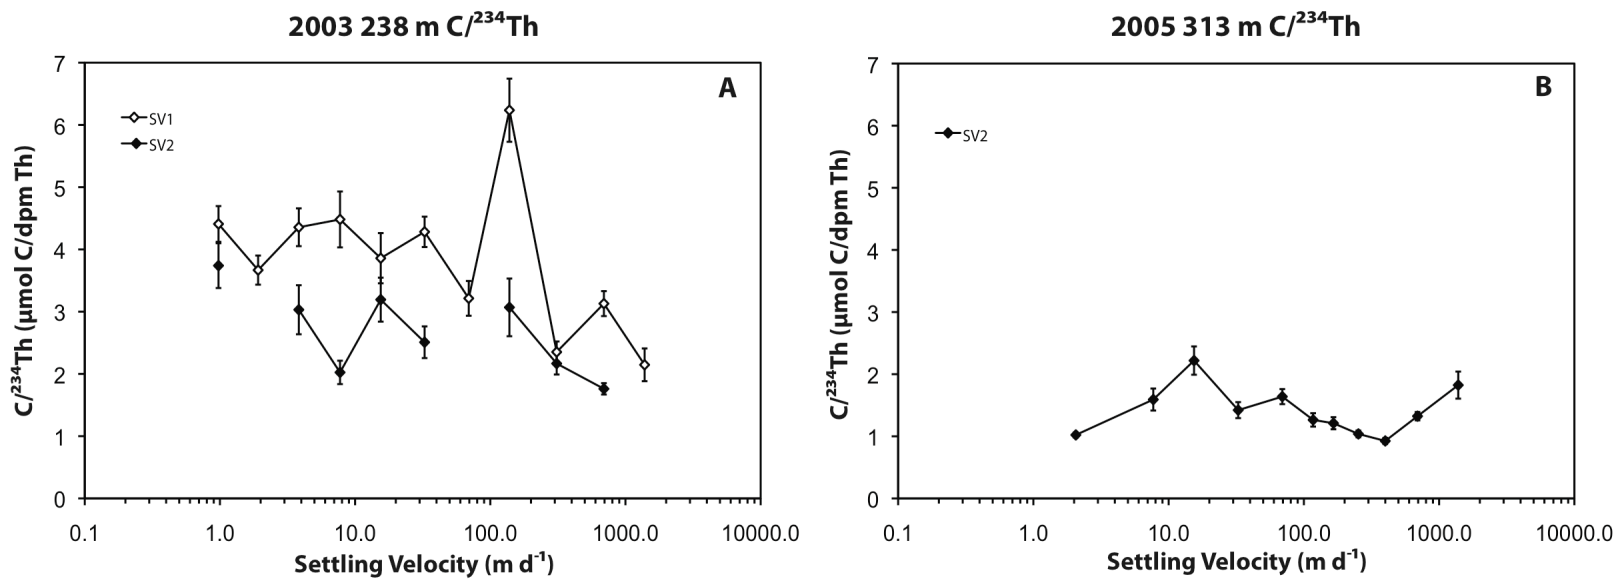 2003 238 m C/²³⁴Th
A
SV1
SV2
C/²³⁴Th (µmol C/dpm Th)
7
6
5
4
3
2
1
0
0.1 1.0 10.0 100.0 1000.0 10000.0
Settling Velocity (m d⁻¹)
2005 313 m C/²³⁴Th
B
SV2
C/²³⁴Th (µmol C/dpm Th)
7
6
5
4
3
2
1
0
0.1 1.0 10.0 100.0 1000.0 10000.0
Settling Velocity (m d⁻¹)